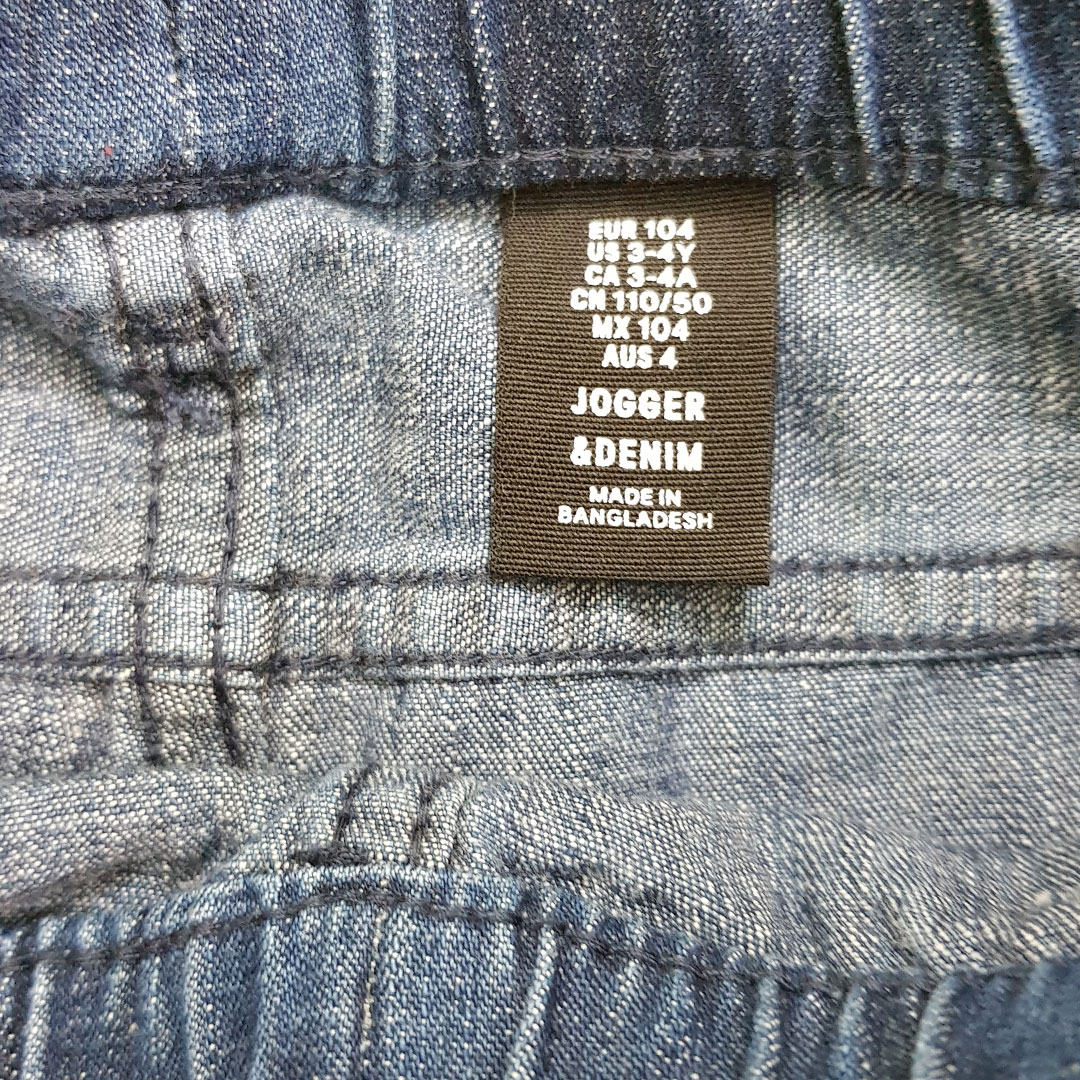 EUR 104
US 3-4Y
CA 3-4A
CN 110/50
MX 104
AUS 4
JOGGER
&DENIM
MADE IN
BANGLADESH